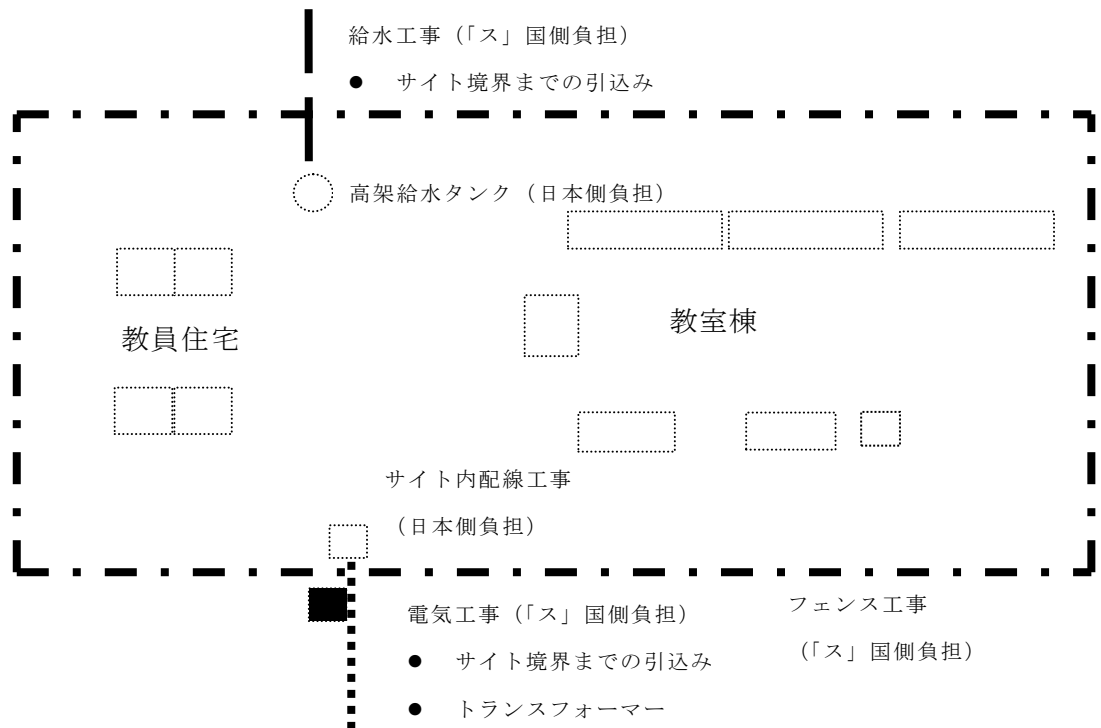 給水工事（「ス」国側負担）
● サイト境界までの引込み
高架給水タンク（日本側負担）
教員住宅
教室棟
サイト内配線工事
（日本側負担）
電気工事（「ス」国側負担）
● サイト境界までの引込み
● トランスフォーマー
フェンス工事
（「ス」国側負担）